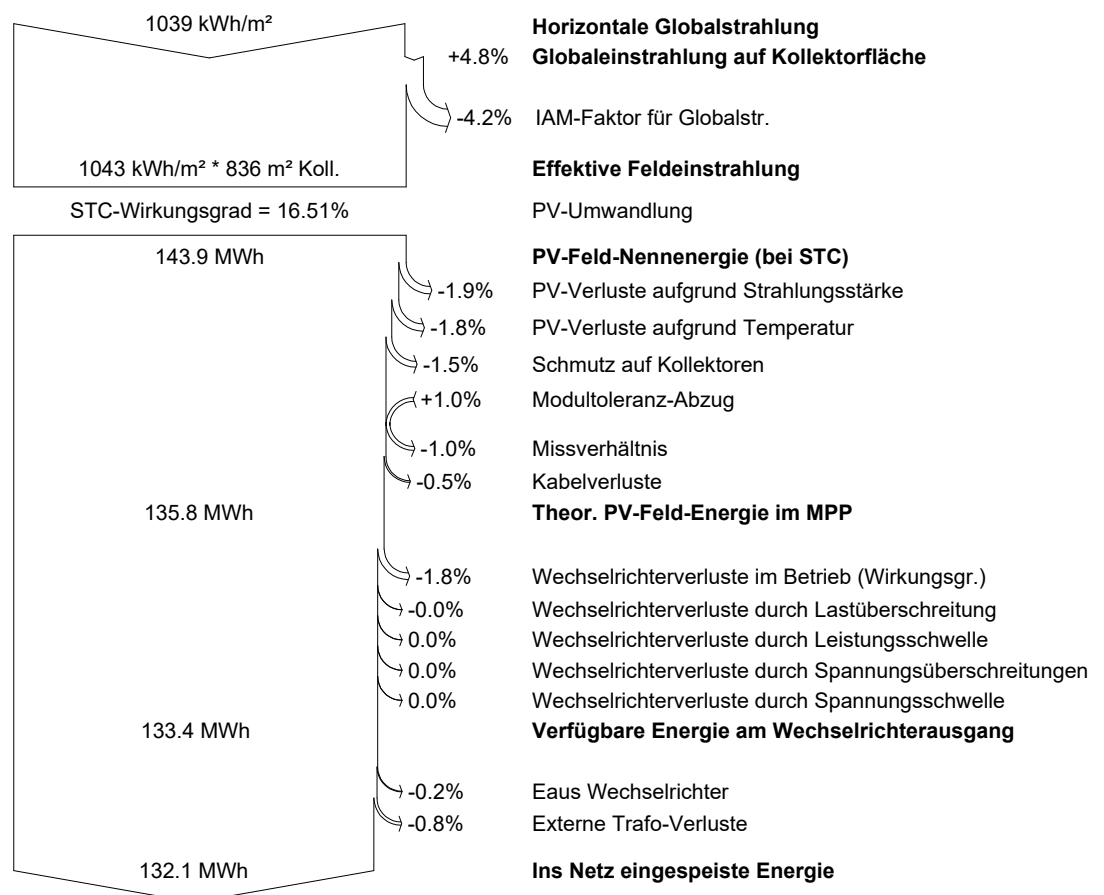 1039 kWh/m² Horizontale Globalstrahlung
+4.8% Globaleinstrahlung auf Kollektorfläche
-4.2% IAM-Faktor für Globalstr.
1043 kWh/m² * 836 m² Koll. Effektive Feldeinstrahlung
STC-Wirkungsgrad = 16.51% PV-Umwandlung
143.9 MWh PV-Feld-Nennenergie (bei STC)
-1.9% PV-Verluste aufgrund Strahlungsstärke
-1.8% PV-Verluste aufgrund Temperatur
-1.5% Schmutz auf Kollektoren
+1.0% Modultoleranz-Abzug
-1.0% Missverhältnis
-0.5% Kabelverluste
135.8 MWh Theor. PV-Feld-Energie im MPP
-1.8% Wechselrichterverluste im Betrieb (Wirkungsgr.)
-0.0% Wechselrichterverluste durch Lastüberschreitung
0.0% Wechselrichterverluste durch Leistungsschwelle
0.0% Wechselrichterverluste durch Spannungsüberschreitungen
0.0% Wechselrichterverluste durch Spannungsschwelle
133.4 MWh Verfügbare Energie am Wechselrichterausgang
-0.2% Eaus Wechselrichter
-0.8% Externe Trafo-Verluste
132.1 MWh Ins Netz eingespeiste Energie